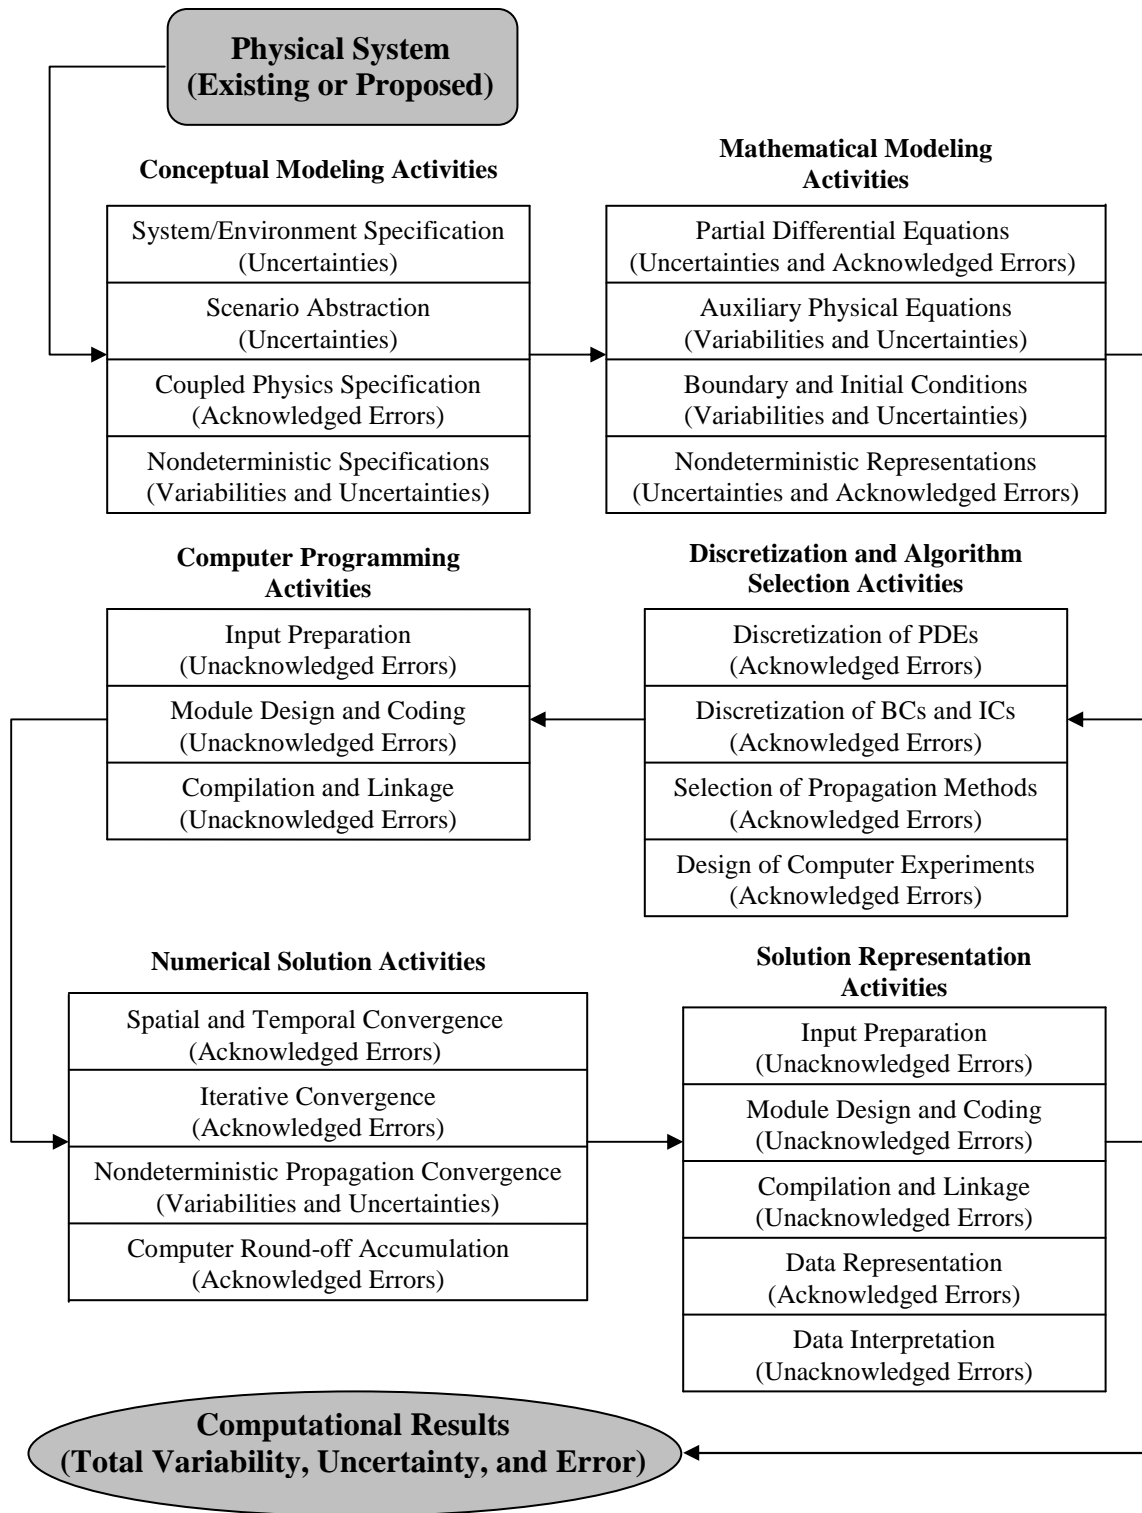 Physical System
(Existing or Proposed)
Conceptual Modeling Activities
System/Environment Specification
(Uncertainties)
Scenario Abstraction
(Uncertainties)
Coupled Physics Specification
(Acknowledged Errors)
Nondeterministic Specifications
(Variabilities and Uncertainties)
Mathematical Modeling
Activities
Partial Differential Equations
(Uncertainties and Acknowledged Errors)
Auxiliary Physical Equations
(Variabilities and Uncertainties)
Boundary and Initial Conditions
(Variabilities and Uncertainties)
Nondeterministic Representations
(Uncertainties and Acknowledged Errors)
Discretization and Algorithm
Selection Activities
Discretization of PDEs
(Acknowledged Errors)
Discretization of BCs and ICs
(Acknowledged Errors)
Selection of Propagation Methods
(Acknowledged Errors)
Design of Computer Experiments
(Acknowledged Errors)
Computer Programming
Activities
Input Preparation
(Unacknowledged Errors)
Module Design and Coding
(Unacknowledged Errors)
Compilation and Linkage
(Unacknowledged Errors)
Numerical Solution Activities
Spatial and Temporal Convergence
(Acknowledged Errors)
Iterative Convergence
(Acknowledged Errors)
Nondeterministic Propagation Convergence
(Variabilities and Uncertainties)
Computer Round-off Accumulation
(Acknowledged Errors)
Solution Representation
Activities
Input Preparation
(Unacknowledged Errors)
Module Design and Coding
(Unacknowledged Errors)
Compilation and Linkage
(Unacknowledged Errors)
Data Representation
(Acknowledged Errors)
Data Interpretation
(Unacknowledged Errors)
Computational Results
(Total Variability, Uncertainty, and Error)